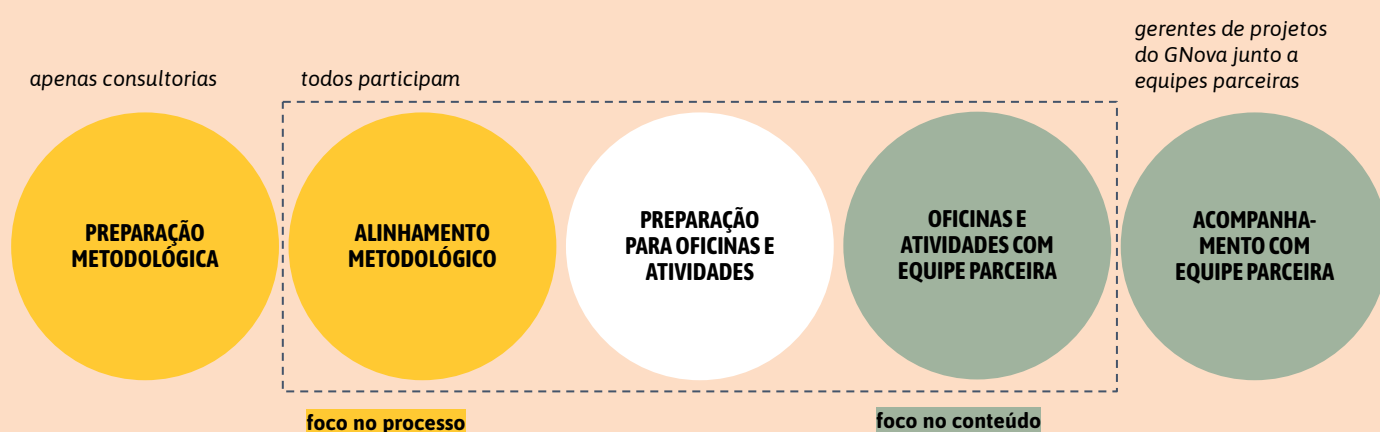 apenas consultorias
todos participam
gerentes de projetos
do GNova junto a
equipes parceiras
PREPARAÇÃO
METODOLÓGICA
ALINHAMENTO
METODOLÓGICO
PREPARAÇÃO
PARA OFICINAS E
ATIVIDADES
OFICINAS E
ATIVIDADES COM
EQUIPE PARCEIRA
ACOMPANHA-
MENTO COM
EQUIPE PARCEIRA
foco no processo
foco no conteúdo